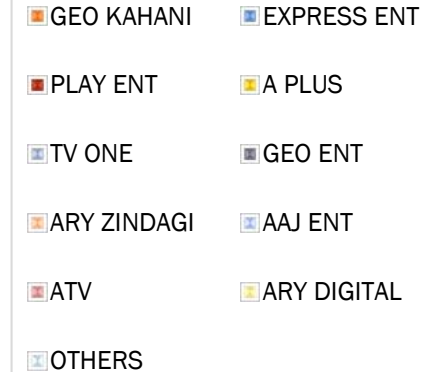 GEO KAHANI EXPRESS ENT
PLAY ENT A PLUS
TV ONE GEO ENT
ARY ZINDAGI AAJ ENT
ATV ARY DIGITAL
OTHERS